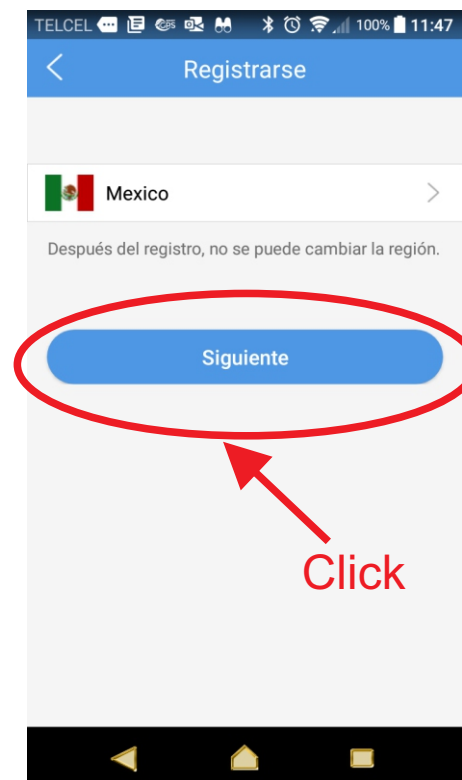 TELCEL 100% 11:47
Registrarse
Mexico
Después del registro, no se puede cambiar la región.
Siguiente
Click